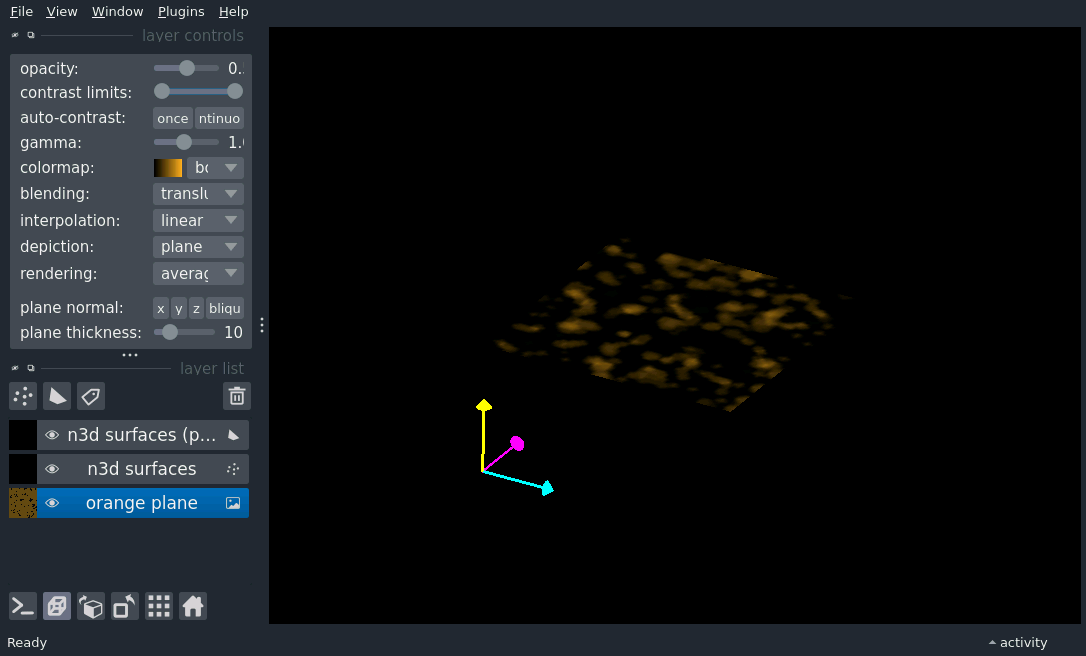 File View Window Plugins Help
layer controls
opacity: 0.
contrast limits:
auto-contrast: once ntinuo
gamma: 1.
colormap: bo
blending: translu
interpolation: linear
depiction: plane
rendering: averag
plane normal: x y z bliqu
plane thickness: 10
layer list
n3d surfaces (p...
n3d surfaces
orange plane
Ready
activity